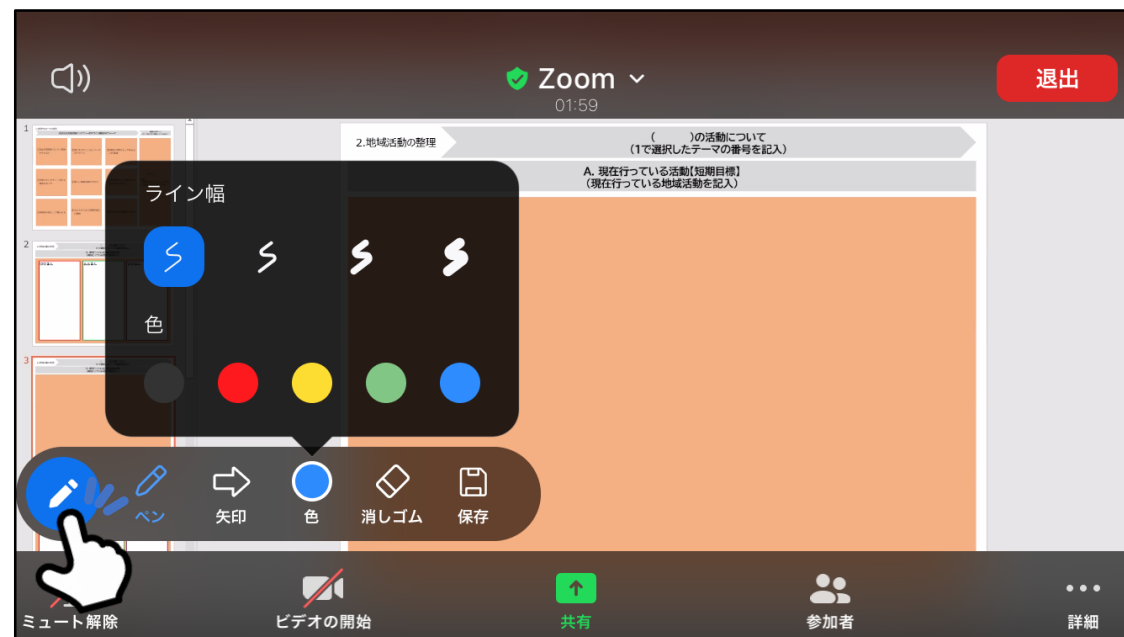 Zoom
退出
01:59
1
2.地域活動の整理
(　　)の活動について
(1で選択したテーマの番号を記入)
A. 現在行っている活動【短期目標】
(現在行っている地域活動を記入)
ライン幅
2
色
3
ペン
矢印
色
消しゴム
保存
ミュート解除
ビデオの開始
共有
参加者
詳細